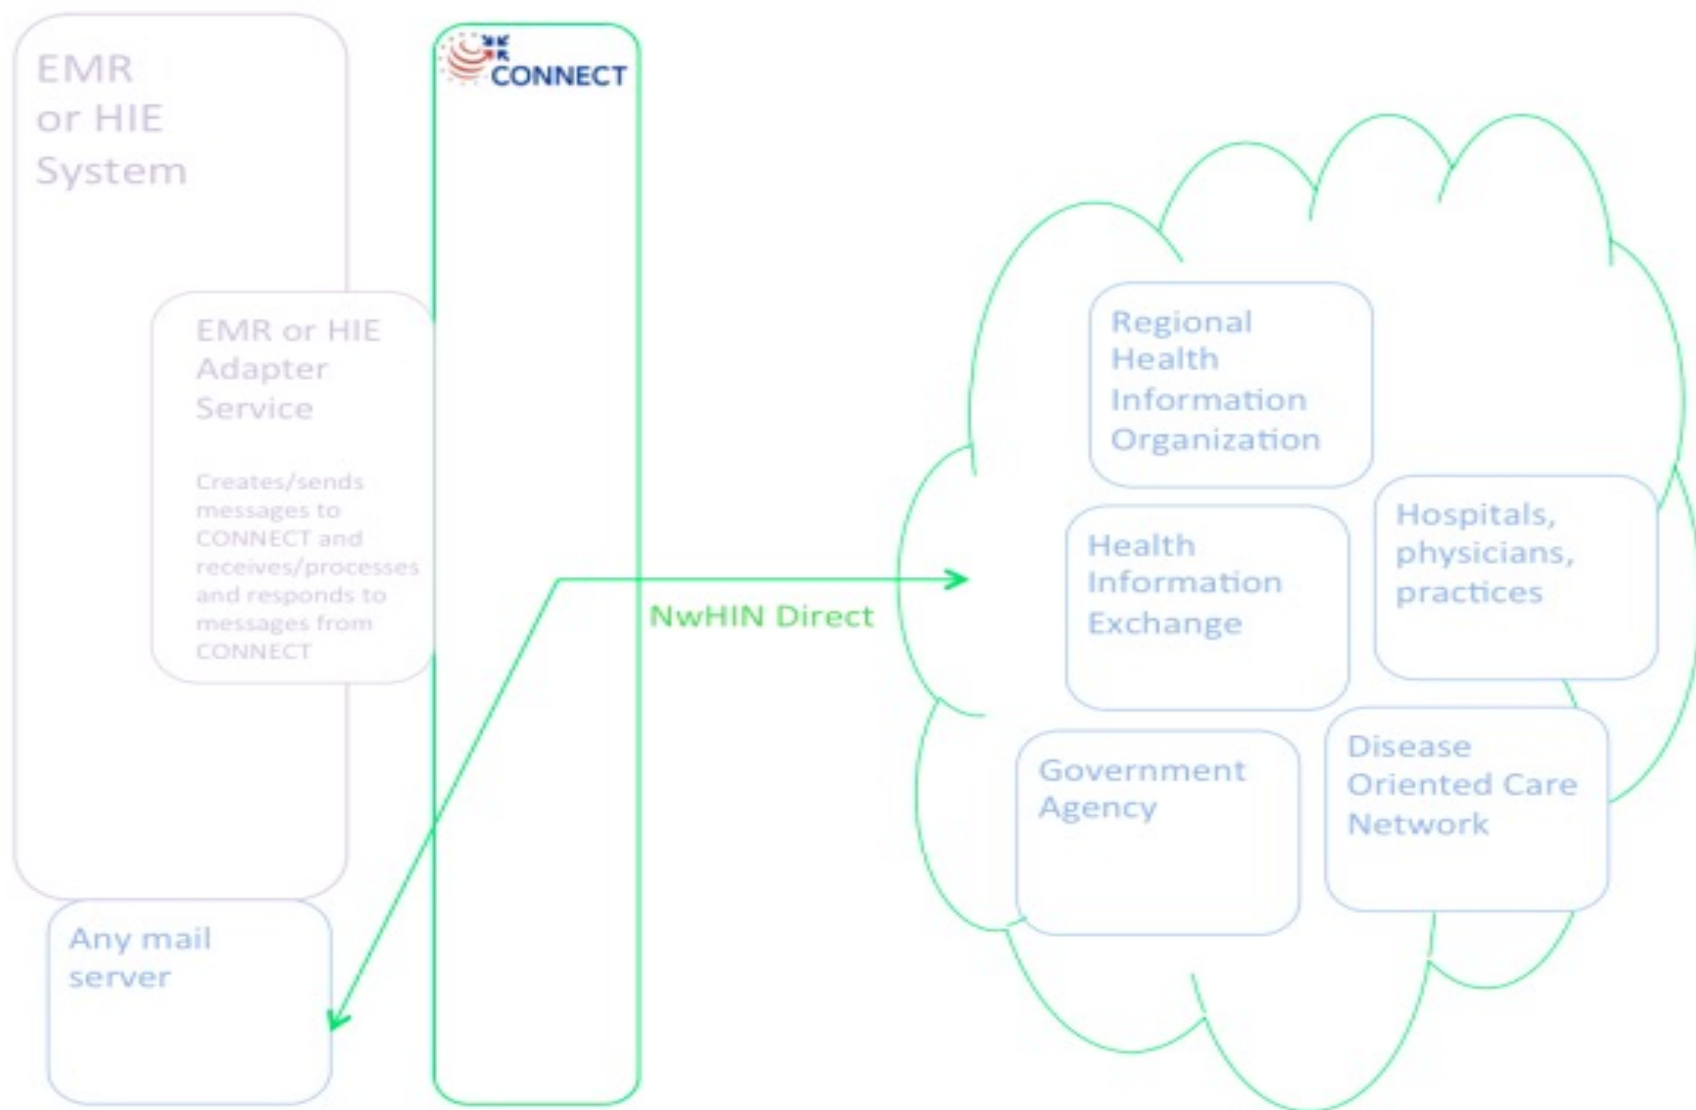 EMR
or HIE
System
CONNECT
EMR or HIE
Adapter
Service
Creates/sends
messages to
CONNECT and
receives/processes
and responds to
messages from
CONNECT
Any mail
server
NwHIN Direct
Regional
Health
Information
Organization
Health
Information
Exchange
Hospitals,
physicians,
practices
Government
Agency
Disease
Oriented Care
Network